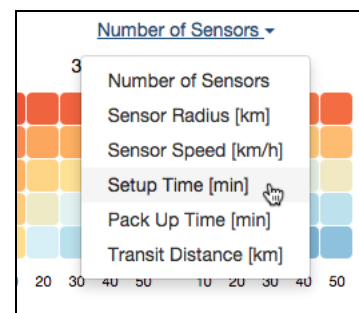 Number of Sensors
3
Number of Sensors
Sensor Radius [km]
Sensor Speed [km/h]
Setup Time [min]
Pack Up Time [min]
Transit Distance [km]
20 30 40 50 10 20 30 40 50